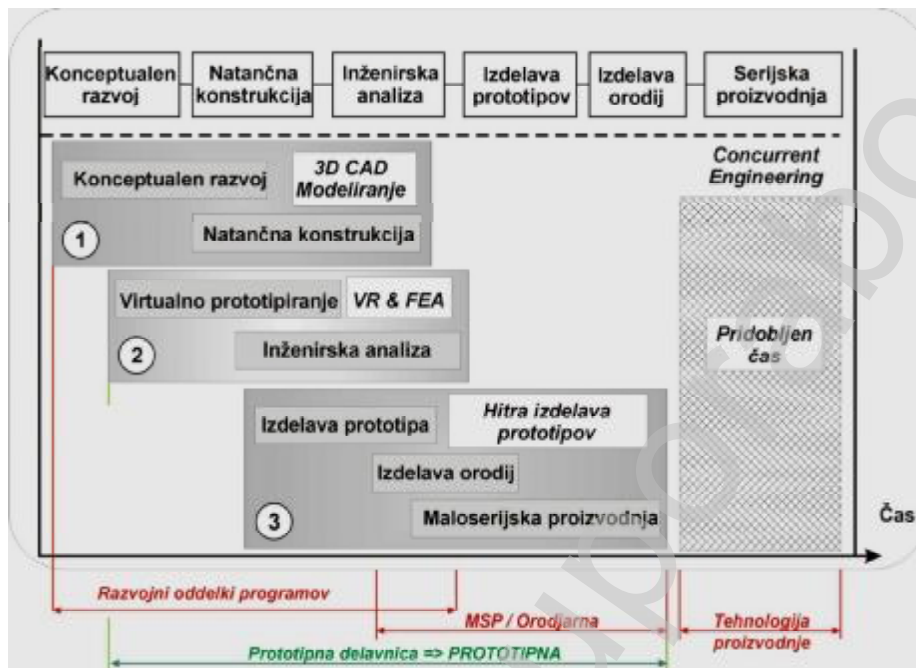 Konceptualen razvoj
Natančna konstrukcija
Inženirska analiza
Izdelava prototipov
Izdelava orodij
Serijska proizvodnja
Concurrent
Engineering
Konceptualen razvoj
3D CAD
Modeliranje
Natančna konstrukcija
1
Virtualno prototipiranje
VR & FEA
Inženirska analiza
2
Pridobljen
čas
Izdelava prototipa
Hitra izdelava
prototipov
Izdelava orodij
Maloserijska proizvodnja
3
Čas
Razvojni oddelki programov
MSP / Orodjarna
Tehnologija
proizvodnje
Prototipna delavnica => PROTOTIPNA